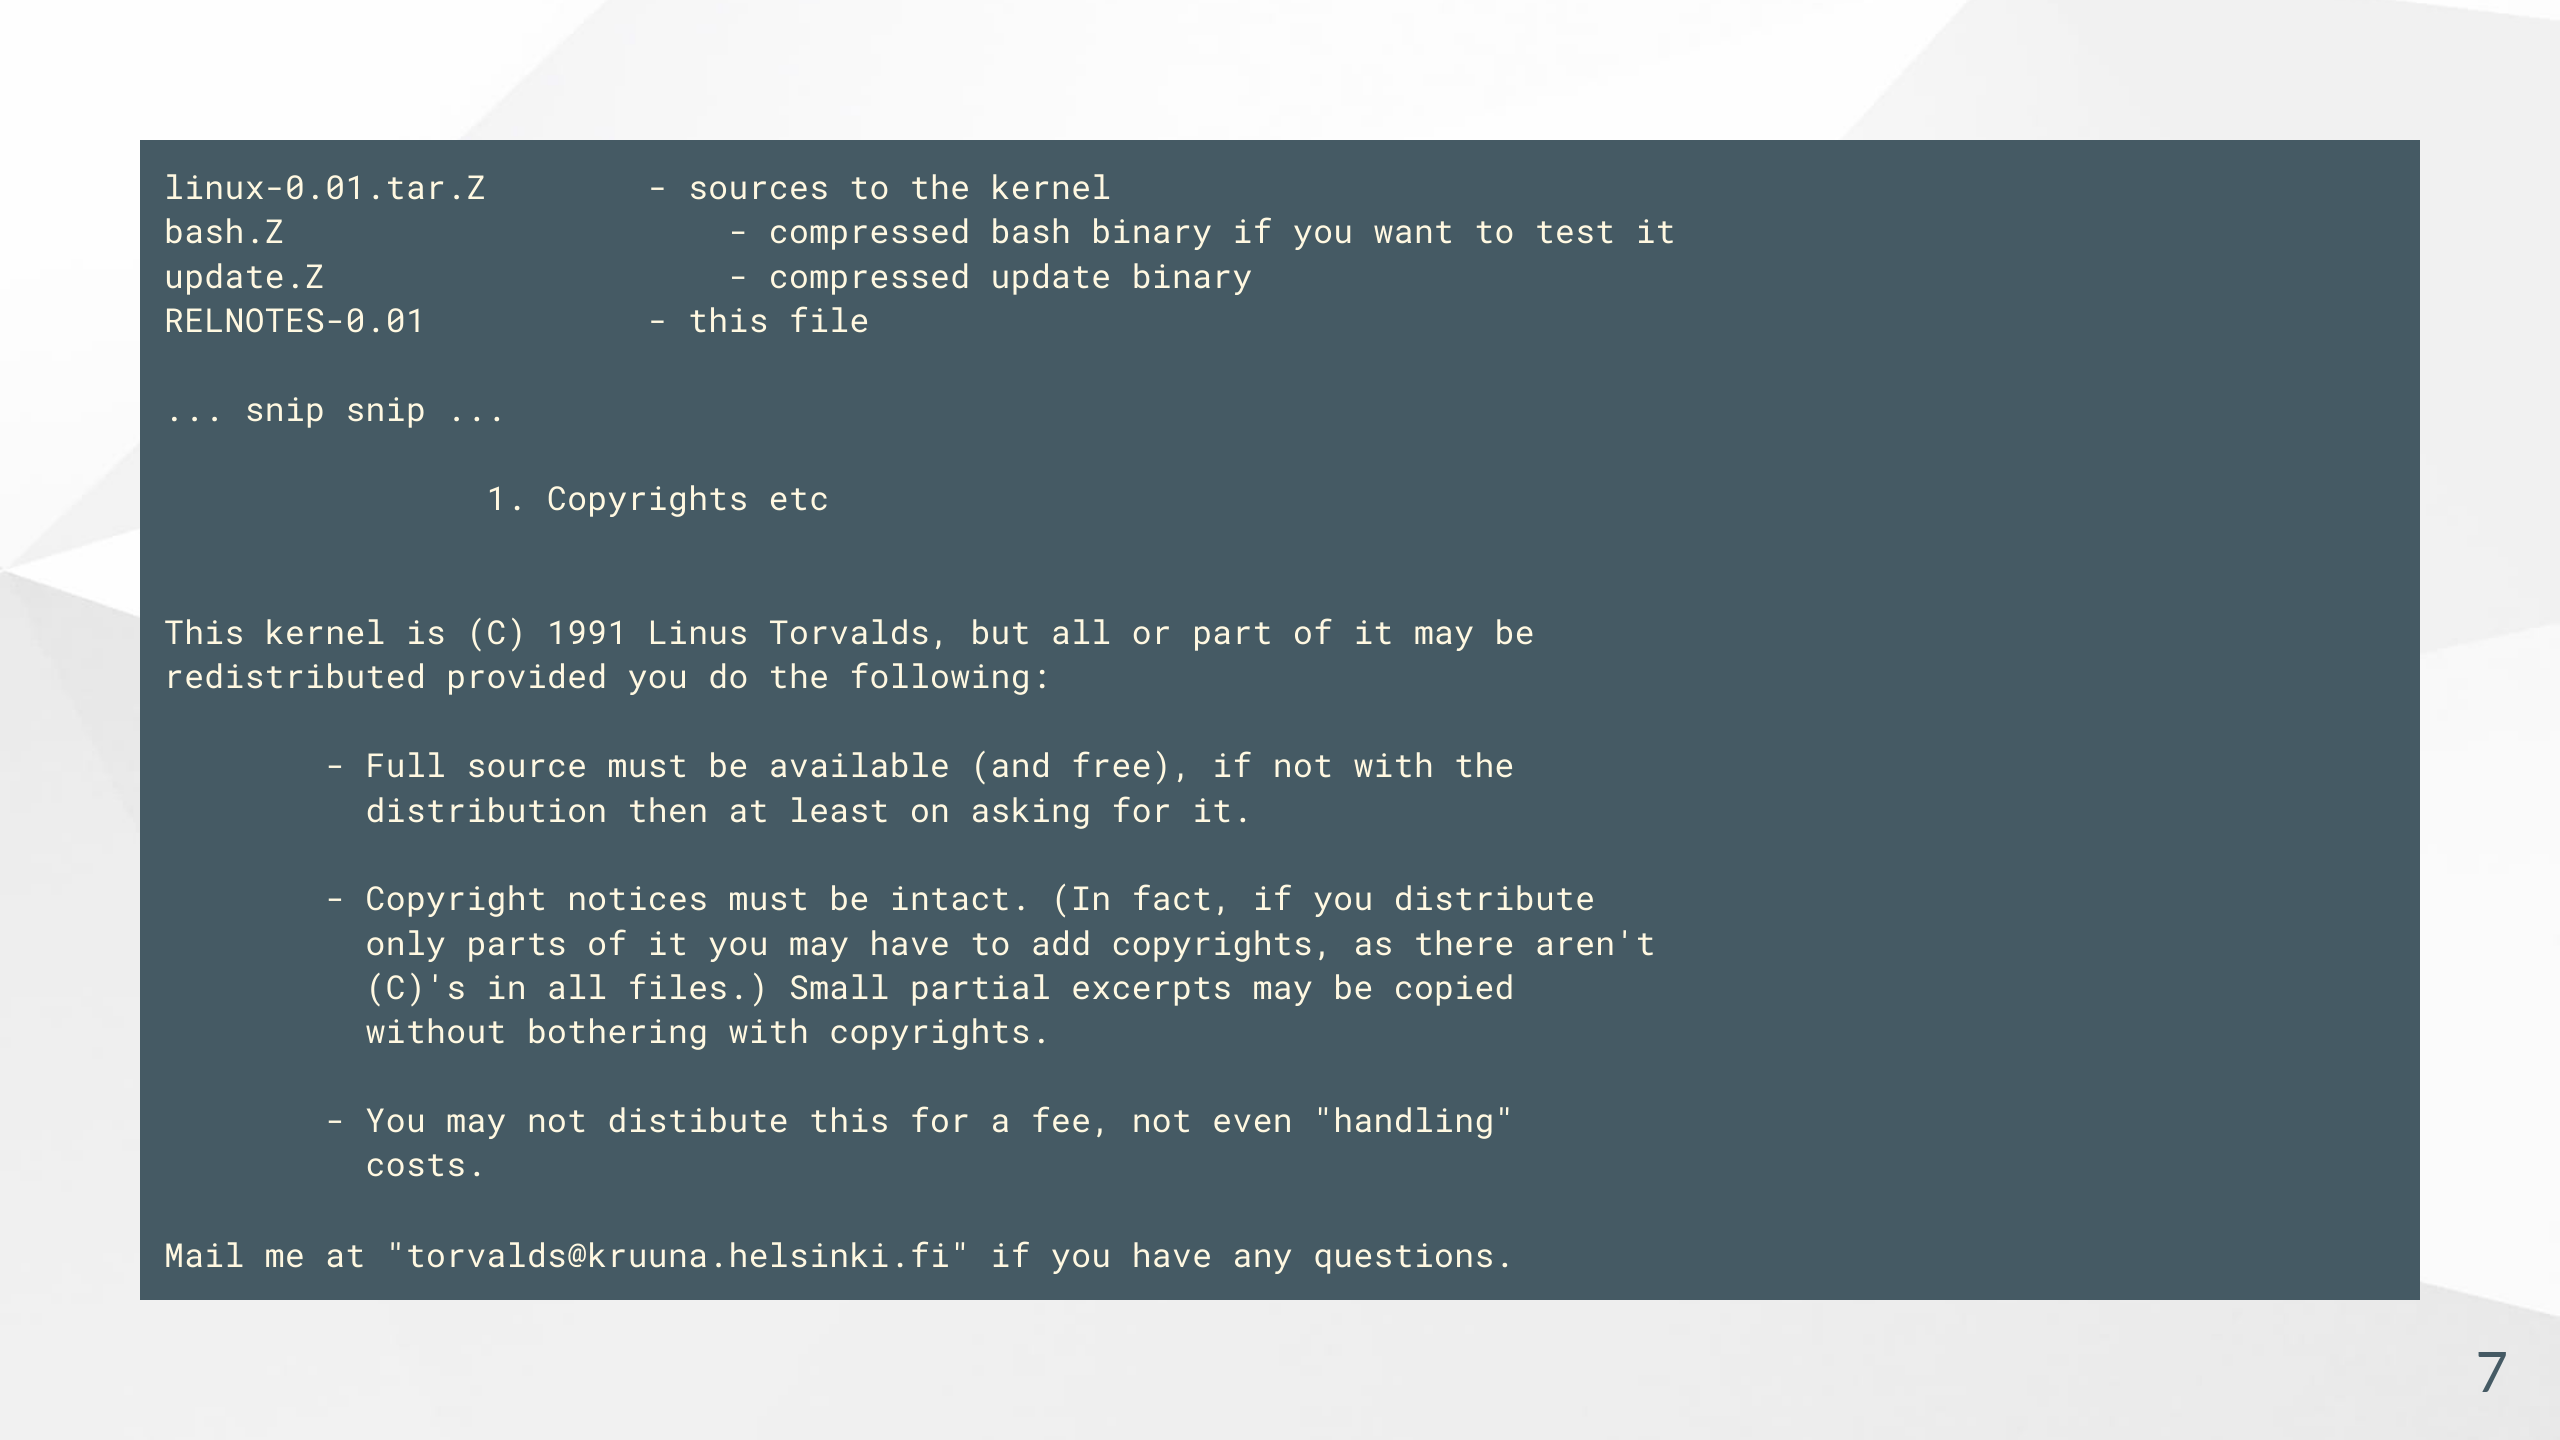 linux-0.01.tar.Z - sources to the kernel
bash.Z - compressed bash binary if you want to test it
update.Z - compressed update binary
RELNOTES-0.01 - this file
... snip snip ...
1. Copyrights etc
This kernel is (C) 1991 Linus Torvalds, but all or part of it may be
redistributed provided you do the following:
- Full source must be available (and free), if not with the
distribution then at least on asking for it.
- Copyright notices must be intact. (In fact, if you distribute
only parts of it you may have to add copyrights, as there aren't
(C)'s in all files.) Small partial excerpts may be copied
without bothering with copyrights.
- You may not distibute this for a fee, not even "handling"
costs.
Mail me at "torvalds@kruuna.helsinki.fi" if you have any questions.
7